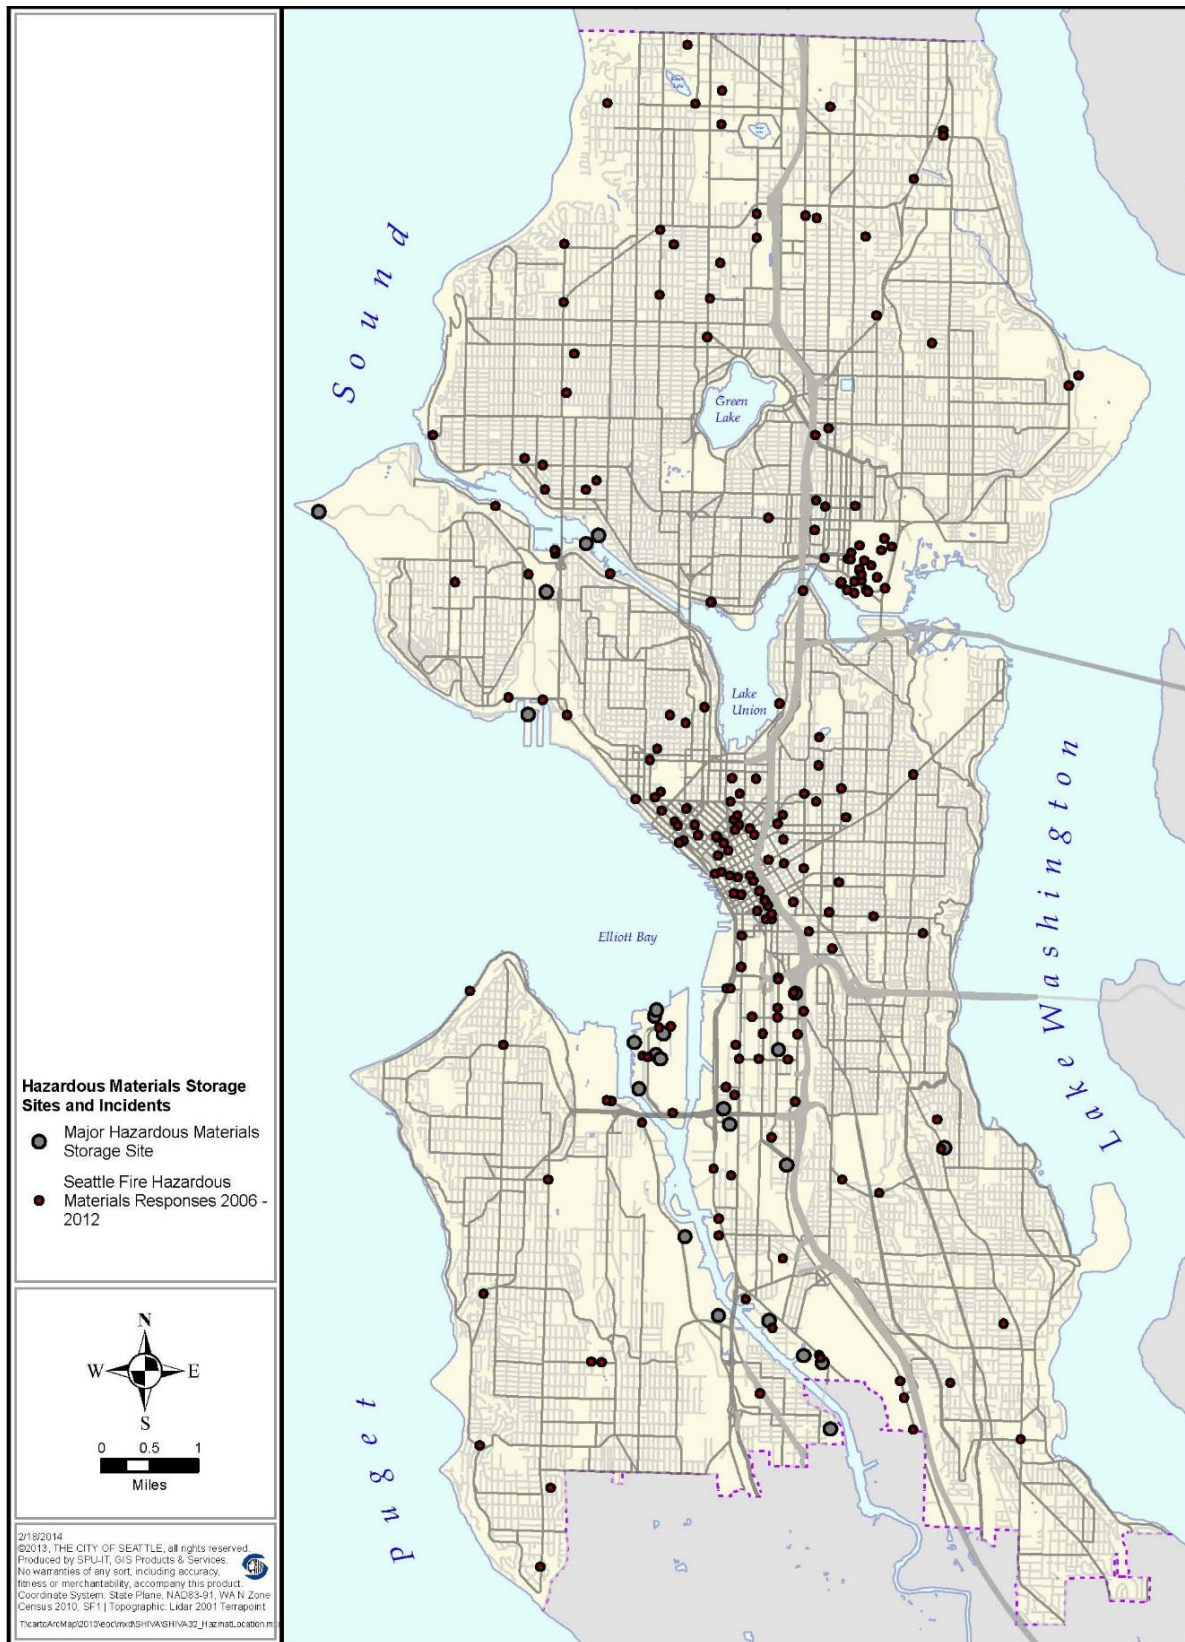 Hazardous Materials Storage
Sites and Incidents
Major Hazardous Materials
Storage Site
Seattle Fire Hazardous
Materials Responses 2006 -
2012
N
W
E
S
0 0.5 1
Miles
2/18/2014
©2013, THE CITY OF SEATTLE, all rights reserved.
Produced by SPU-IT, GIS Products & Services.
No warranties of any sort, including accuracy,
fitness or merchantability, accompany this product.
Coordinate System: State Plane, NAD83-91, WA N Zone
Census 2010, SF1 | Topographic: Lidar 2001 Terrapoint
Puget Sound
Green
Lake
Lake
Union
Elliott Bay
Lake Washington